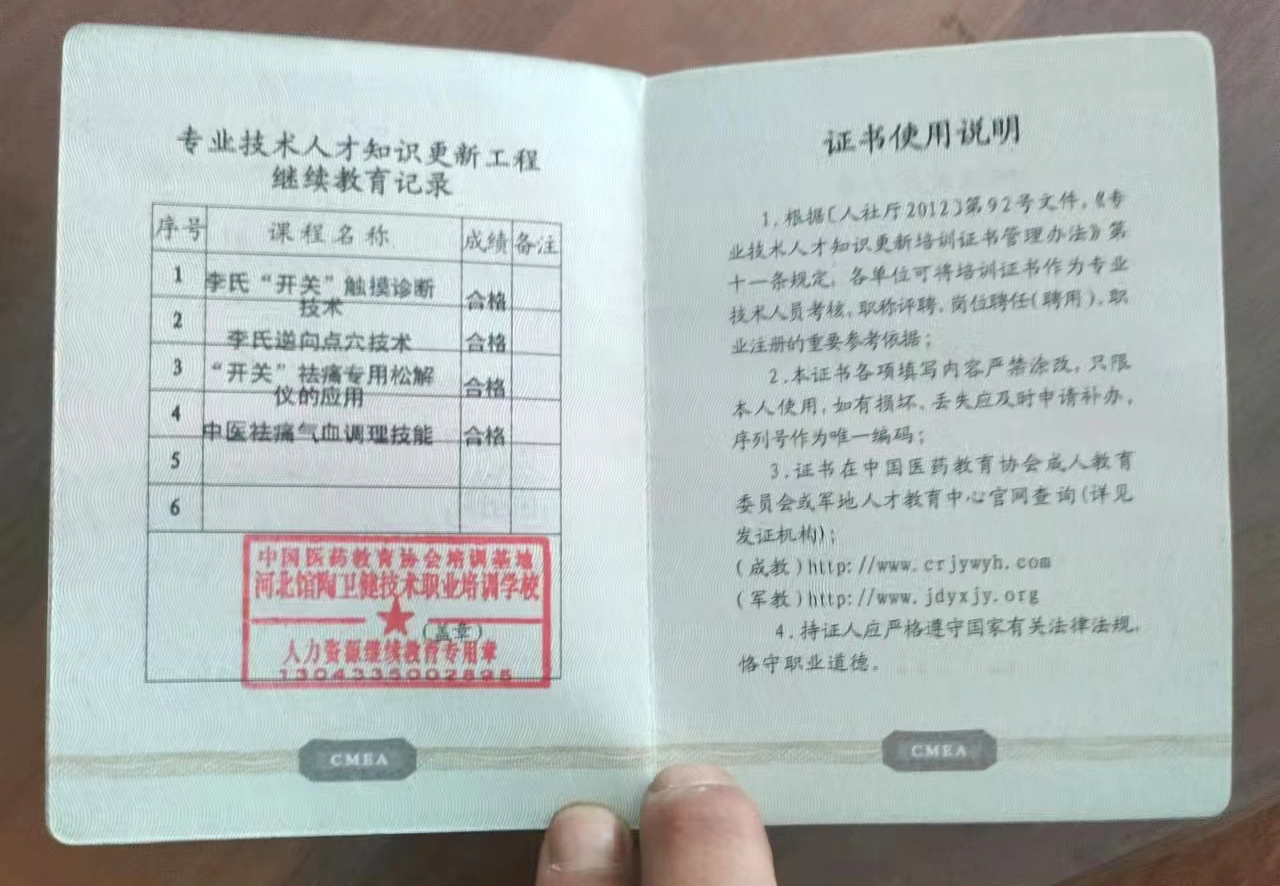 专业技术人才知识更新工程
继续教育记录
序号 课程名称 成绩 备注
1 李氏“开关”触摸诊断
技术 合格
2 李氏逆向点穴技术 合格
3 “开关”祛痛专用松解
仪的应用 合格
4 中医祛痛气血调理技能 合格
5
6
中国医药教育协会培训基地
河北馆陶卫健技术职业培训学校
(盖章)
人力资源继续教育专用章
1304335002895
CMEA
证书使用说明
1.根据〔人社厅2012〕第92号文件,《专
业技术人才知识更新培训证书管理办法》第
十一条规定,各单位可将培训证书作为专业
技术人员考核,职称评聘,岗位聘任(聘用),职
业注册的重要参考依据;
2.本证书各项填写内容严禁涂改,只限
本人使用,如有损坏、丢失应及时申请补办,
序列号作为唯一编码;
3.证书在中国医药教育协会成人教育
委员会或军地人才教育中心官网查询(详见
发证机构);
(成教)http://www.crjywyh.com
(军教)http://www.jdyxjy.org
4.持证人应严格遵守国家有关法律法规,
恪守职业道德。
CMEA